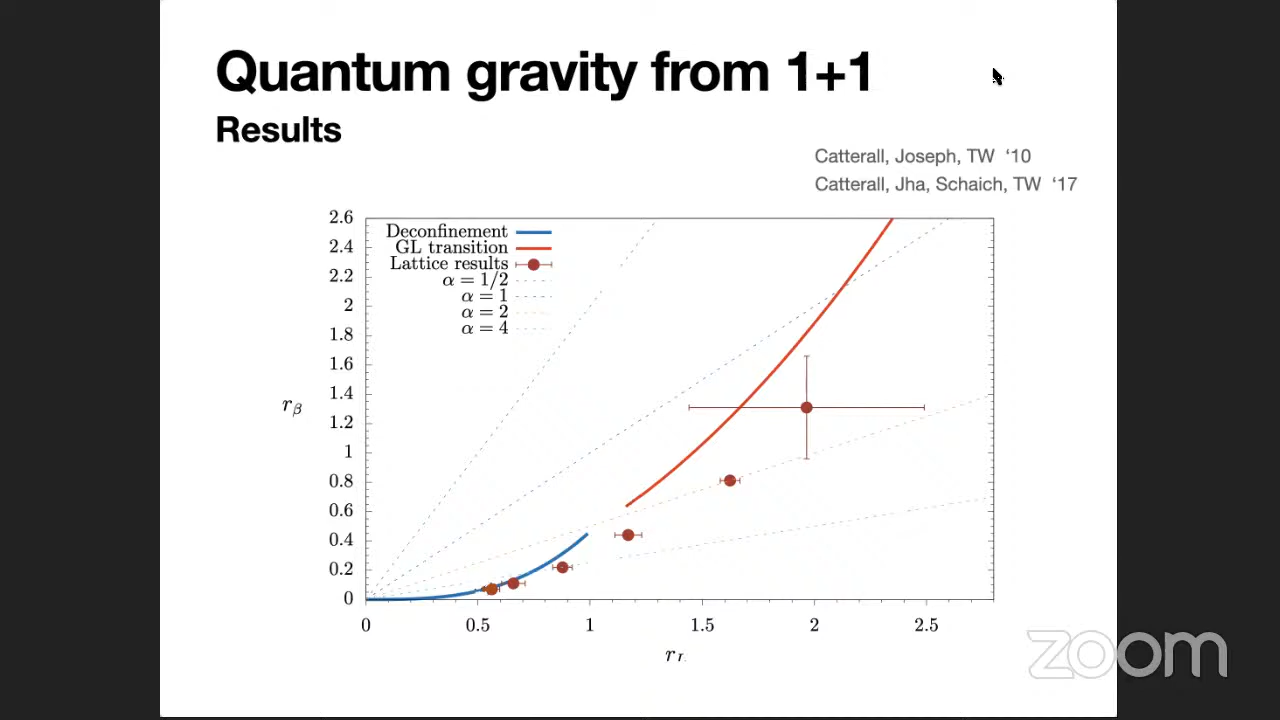 Quantum gravity from 1+1
Results
Catterall, Joseph, TW ‘10
Catterall, Jha, Schaich, TW ‘17
Deconfinement
GL transition
Lattice results
α = 1/2
α = 1
α = 2
α = 4
2.6
2.4
2.2
2
1.8
1.6
1.4
1.2
1
0.8
0.6
0.4
0.2
0
r_β
0 0.5 1 1.5 2 2.5
r_L
zoom